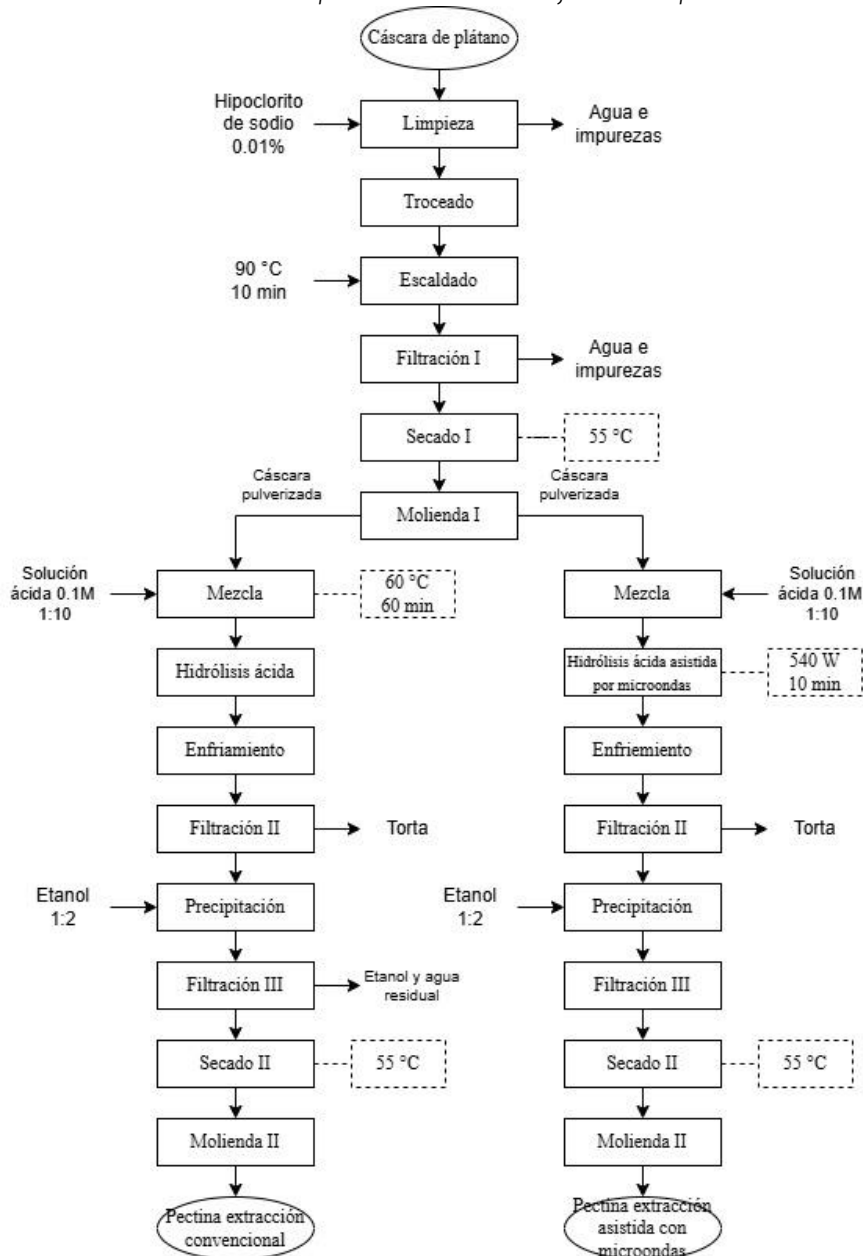 Cáscara de plátano
Hipoclorito
de sodio
0.01%
Limpieza
Agua e
impurezas
Troceado
90 °C
10 min
Escaldado
Filtración I
Agua e
impurezas
Secado I
55 °C
Cáscara
pulverizada
Cáscara
pulverizada
Molienda I
Solución
ácida 0.1M
1:10
Mezcla
60 °C
60 min
Mezcla
Solución
ácida 0.1M
1:10
Hidrólisis ácida
Hidrólisis ácida asistida
por microondas
540 W
10 min
Enfriamiento
Enfriemiento
Filtración II
Torta
Filtración II
Torta
Etanol
1:2
Precipitación
Etanol
1:2
Precipitación
Filtración III
Etanol y agua
residual
Filtración III
Secado II
55 °C
Secado II
55 °C
Molienda II
Molienda II
Pectina extracción
convencional
Pectina extracción
asistida con
microondas